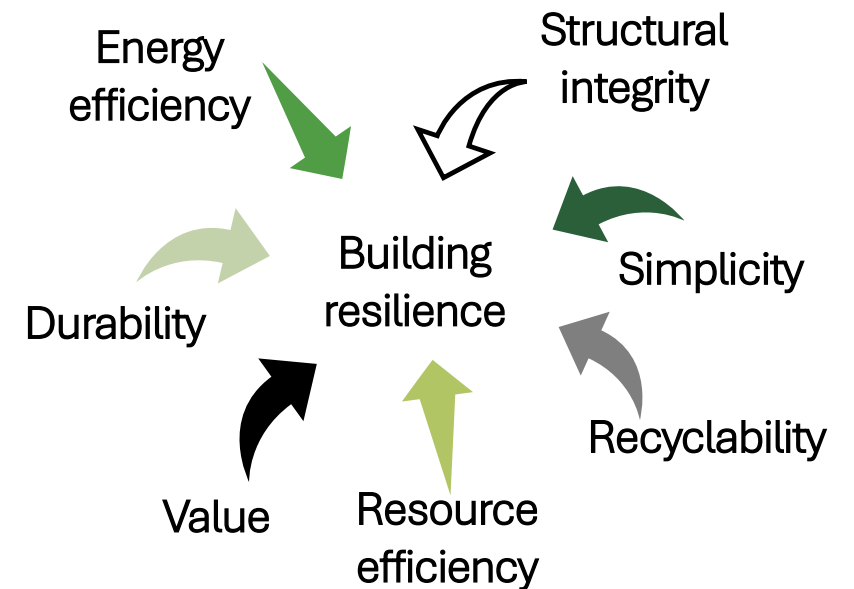 Energy
efficiency
Structural
integrity
Building
resilience
Simplicity
Durability
Recyclability
Value
Resource
efficiency